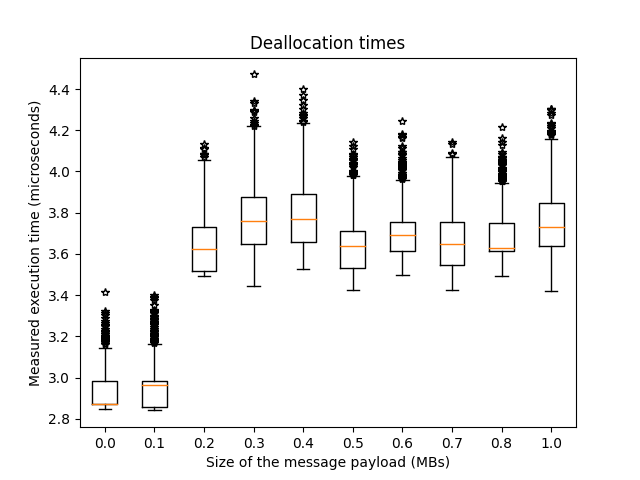 Deallocation times
Measured execution time (microseconds)
4.4
4.2
4.0
3.8
3.6
3.4
3.2
3.0
2.8
0.0 0.1 0.2 0.3 0.4 0.5 0.6 0.7 0.8 1.0
Size of the message payload (MBs)